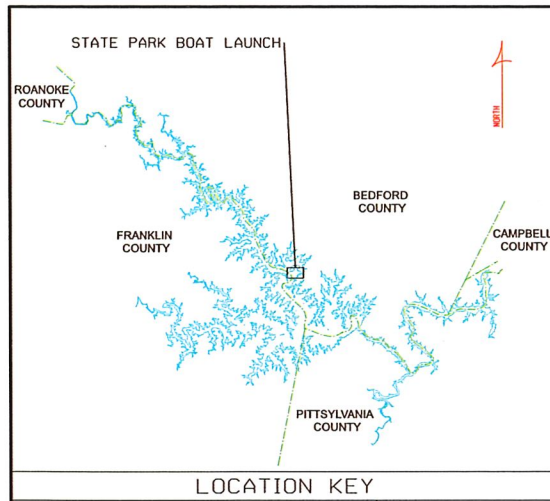 STATE PARK BOAT LAUNCH
ROANOKE
COUNTY
NORTH
BEDFORD
COUNTY
FRANKLIN
COUNTY
CAMPBELL
COUNTY
PITTSYLVANIA
COUNTY
LOCATION KEY